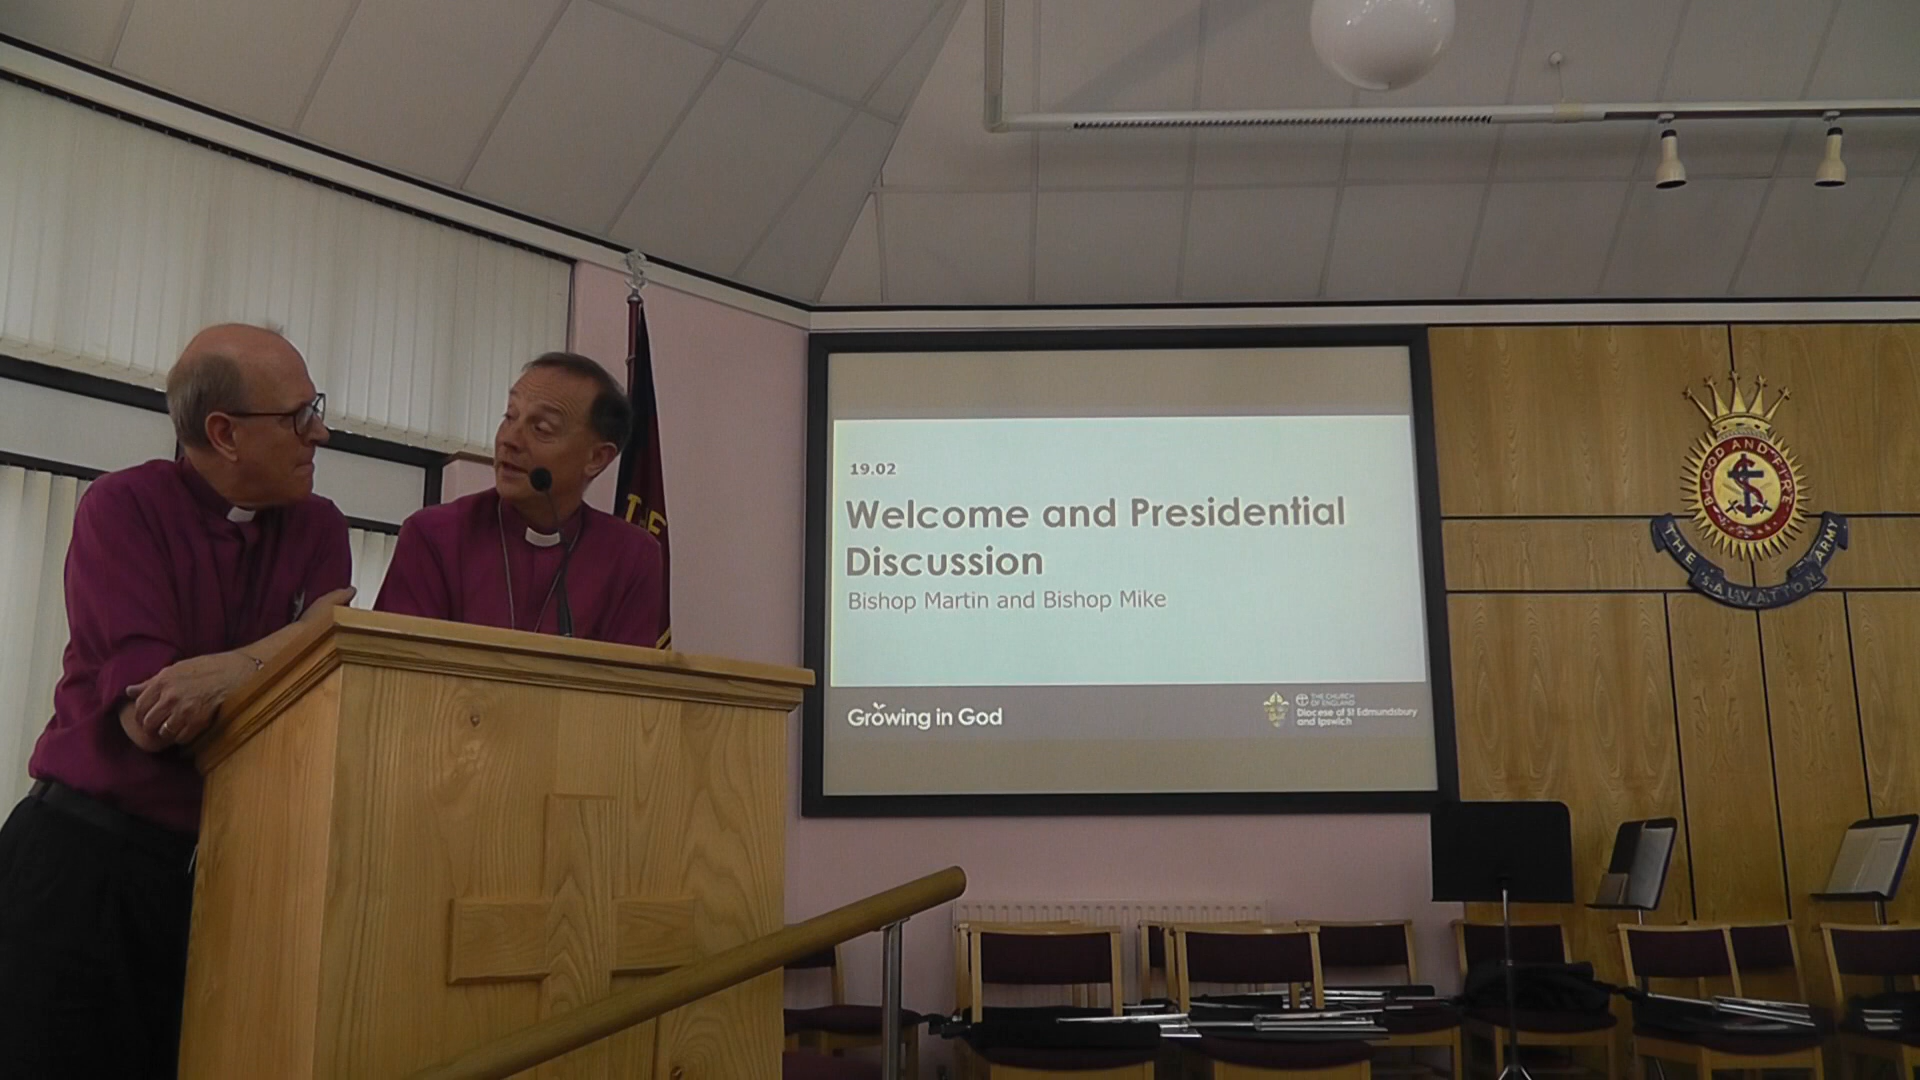 19.02
Welcome and Presidential
Discussion
Bishop Martin and Bishop Mike
Growing in God
THE CHURCH
OF ENGLAND
Diocese of St Edmundsbury
and Ipswich
BLOOD AND FIRE
THE SALVATION ARMY
THE